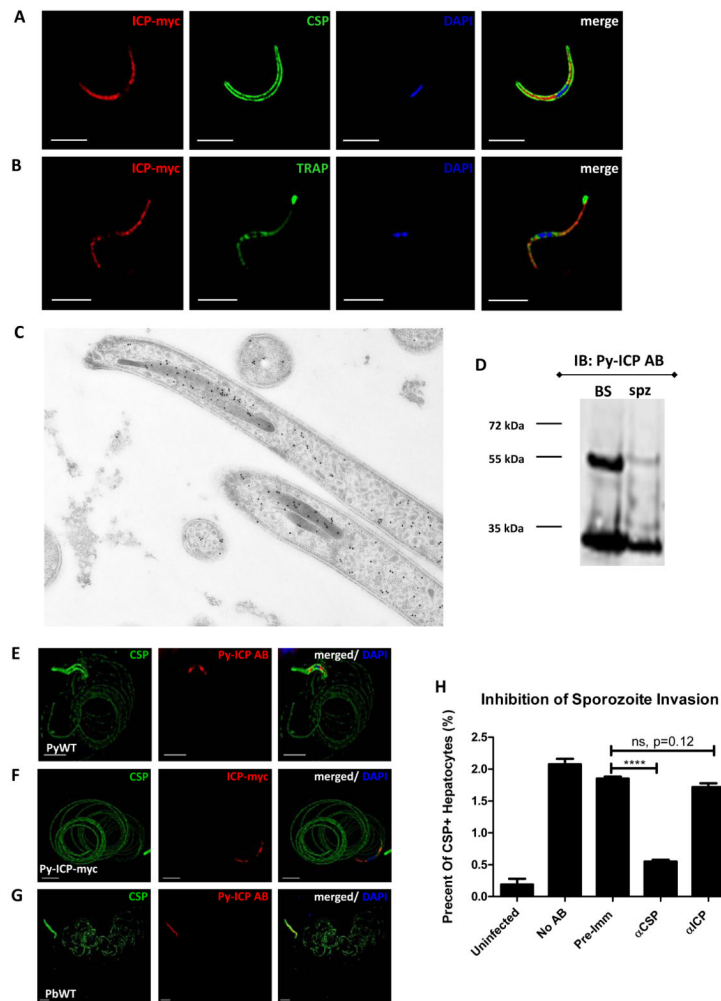 A
ICP-myc
CSP
DAPI
merge
B
ICP-myc
TRAP
DAPI
merge
C
D
IB: Py-ICP AB
BS spz
72 kDa
55 kDa
35 kDa
E
CSP
Py-ICP AB
merged/ DAPI
PyWT
F
CSP
ICP-myc
merged/ DAPI
Py-ICP-myc
G
CSP
Py-ICP AB
merged/ DAPI
PbWT
H
Inhibition of Sporozoite Invasion
ns, p=0.12
****
Precent Of CSP+ Hepatocytes (%)
2.5
2.0
1.5
1.0
0.5
0.0
Uninfected
No AB
Pre-Imm
αCSP
αICP